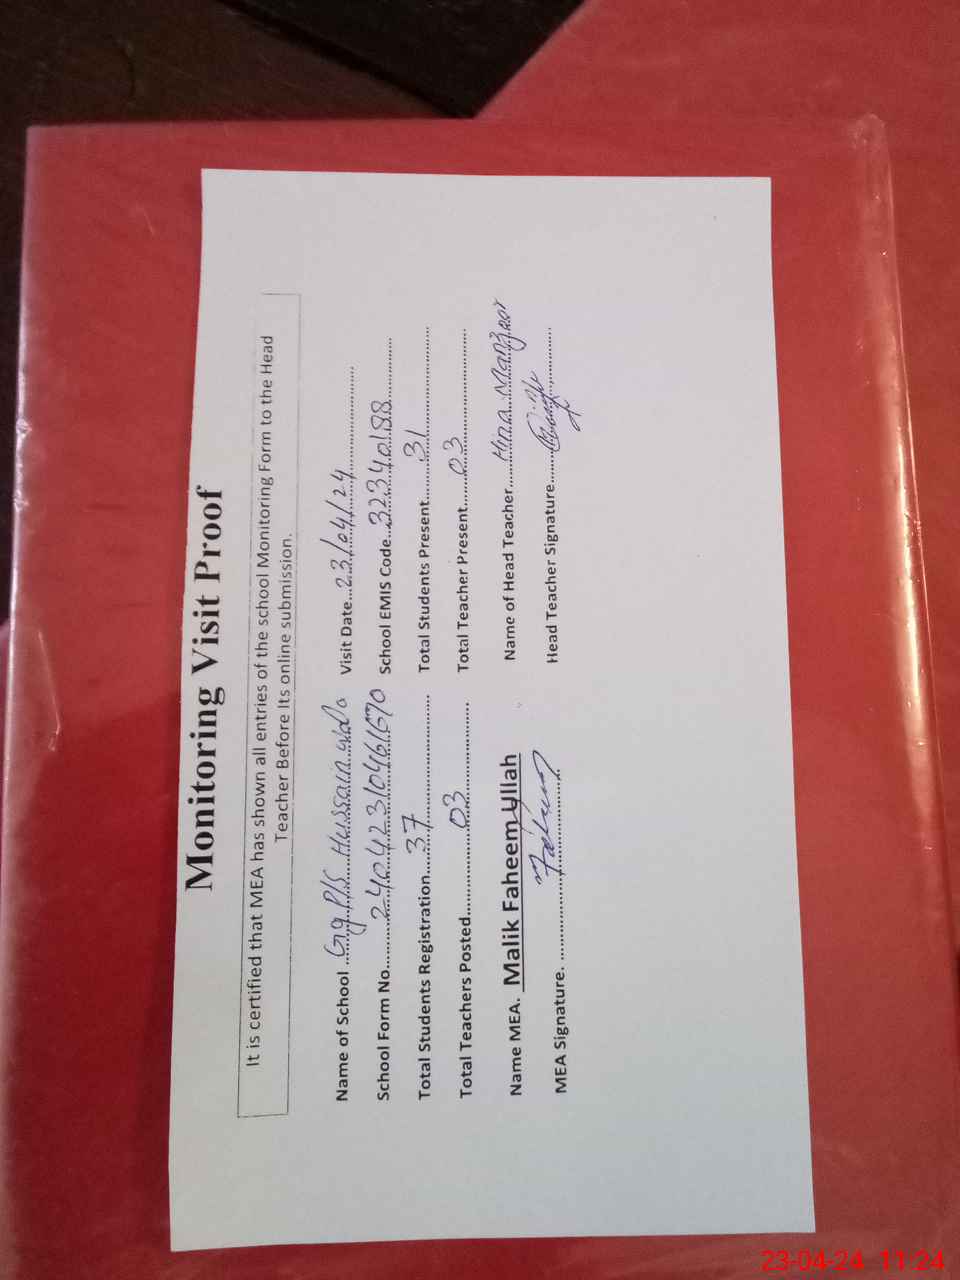 Monitoring Visit Proof
It is certified that MEA has shown all entries of the school Monitoring Form to the Head
Teacher Before Its online submission.
Name of School ......GgP/S Hussain........ Visit Date...23/04/24..........
School Form No.....24042310461670 School EMIS Code...32340188..........
Total Students Registration......37.......... Total Students Present......31..........
Total Teachers Posted..........03.......... Total Teacher Present......03..........
Name MEA. Malik Faheem Ullah Name of Head Teacher......Hina Manzoor
MEA Signature. .................... Head Teacher Signature....................
23-04-24 11:24